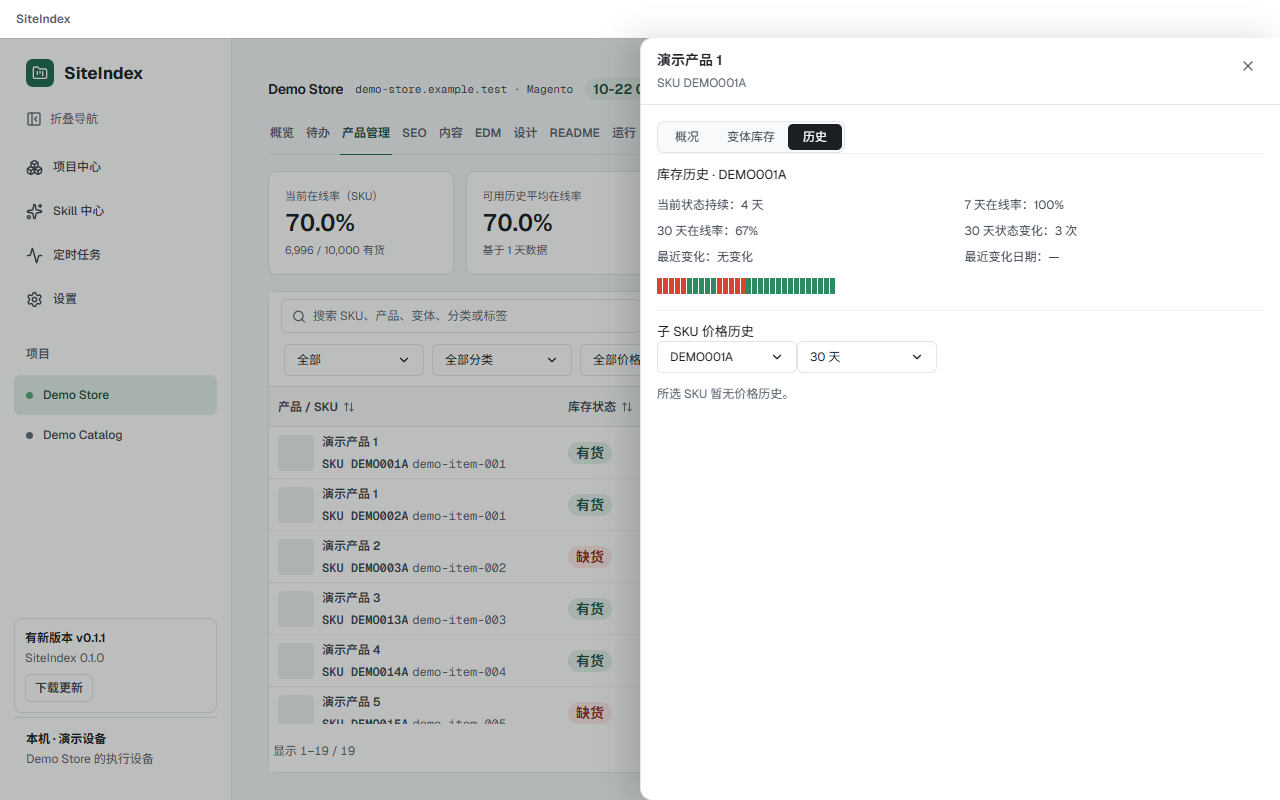 SiteIndex
SiteIndex
折叠导航
项目中心
Skill 中心
定时任务
设置
项目
Demo Store
Demo Catalog
有新版本 v0.1.1
SiteIndex 0.1.0
下载更新
本机 · 演示设备
Demo Store 的执行设备
Demo Store demo-store.example.test · Magento 10-22
概览 待办 产品管理 SEO 内容 EDM 设计 README 运行
当前在线率（SKU）
70.0%
6,996 / 10,000 有货
可用历史平均在线率
70.0%
基于 1 天数据
搜索 SKU、产品、变体、分类或标签
全部 全部分类 全部价格
产品 / SKU 库存状态
演示产品 1
SKU DEMO001A demo-item-001
有货
演示产品 1
SKU DEMO002A demo-item-001
有货
演示产品 2
SKU DEMO003A demo-item-002
缺货
演示产品 3
SKU DEMO013A demo-item-003
有货
演示产品 4
SKU DEMO014A demo-item-004
有货
演示产品 5
SKU DEMO015A demo-item-005
缺货
显示 1–19 / 19
演示产品 1
SKU DEMO001A
概况 变体库存 历史
库存历史 · DEMO001A
当前状态持续：4 天 7 天在线率：100%
30 天在线率：67% 30 天状态变化：3 次
最近变化：无变化 最近变化日期：—
子 SKU 价格历史
DEMO001A 30 天
所选 SKU 暂无价格历史。